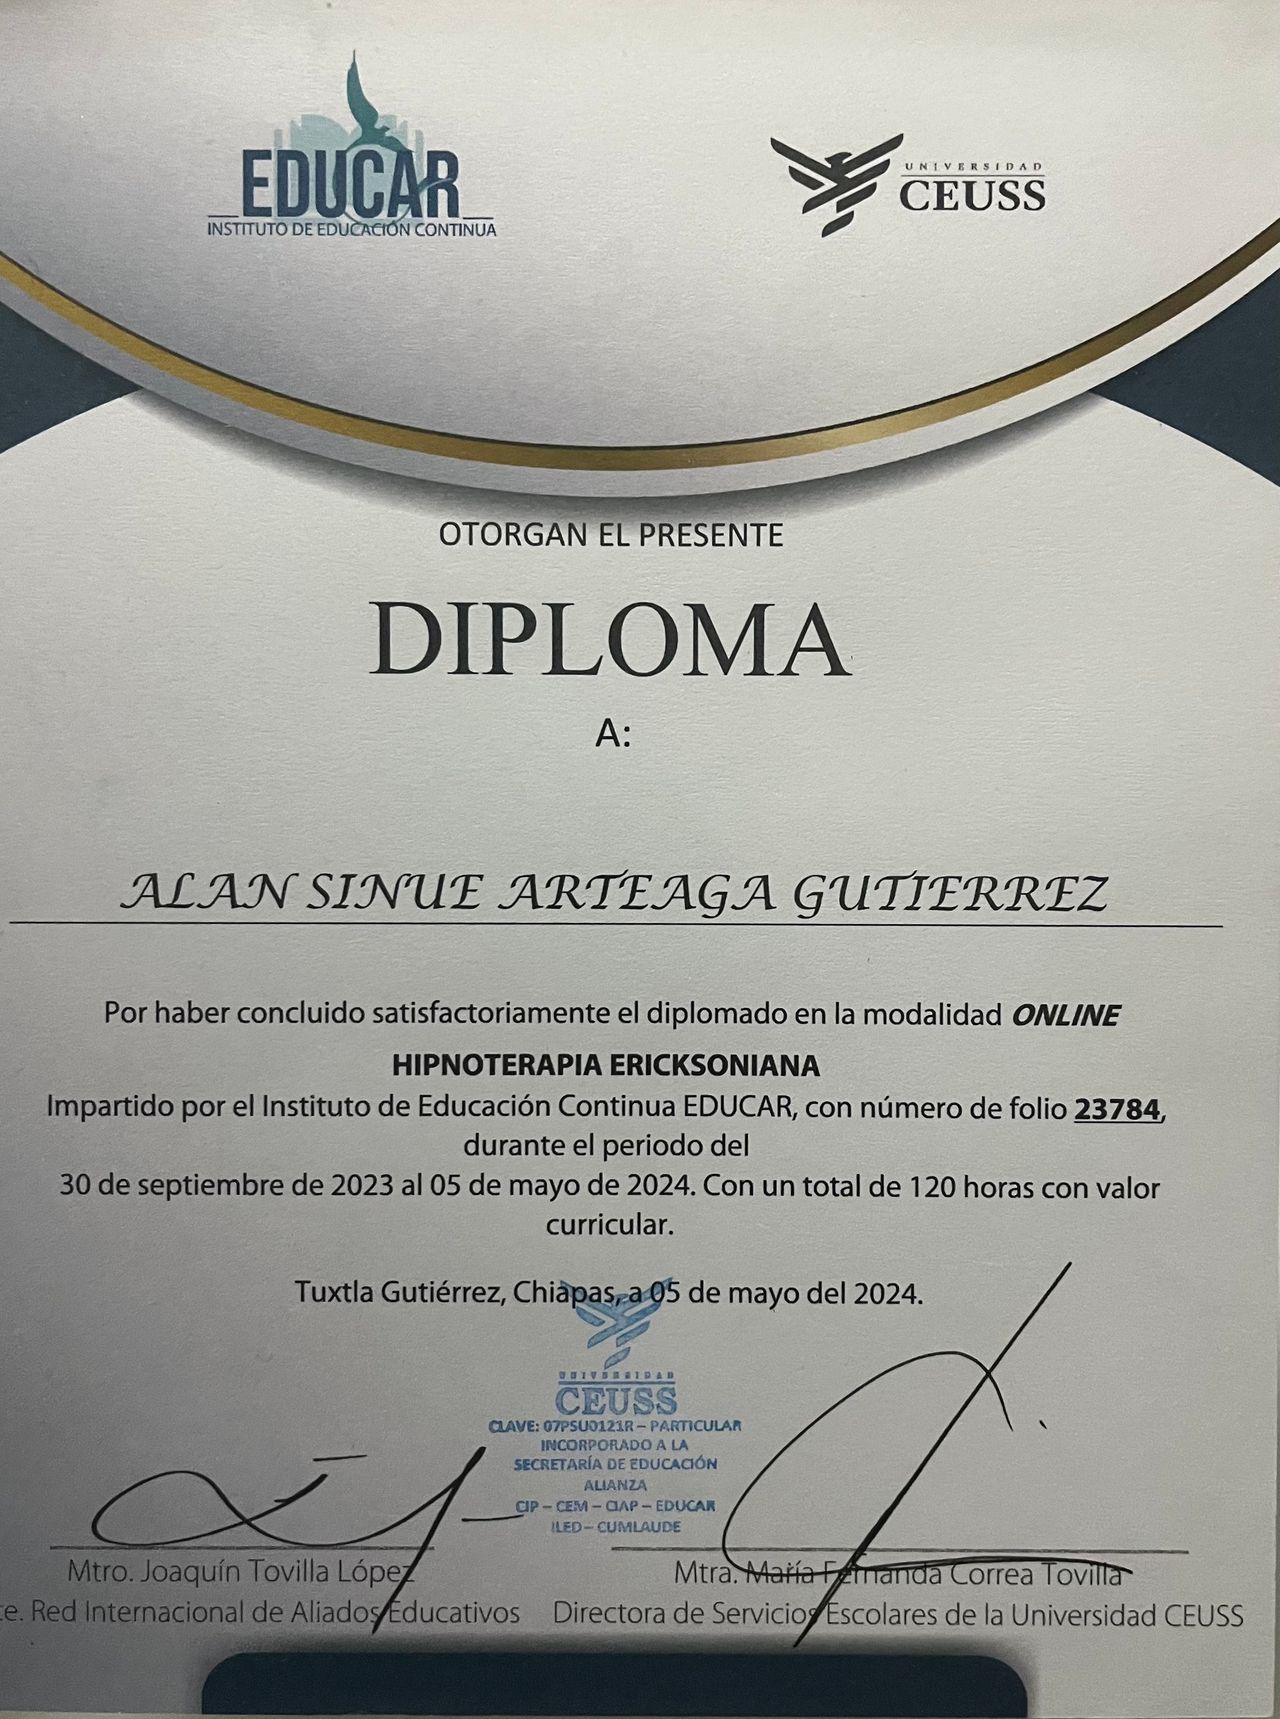 EDUCAR
INSTITUTO DE EDUCACIÓN CONTINUA
UNIVERSIDAD
CEUSS
OTORGAN EL PRESENTE
DIPLOMA
A:
ALAN SINUE ARTEAGA GUTIERREZ
Por haber concluido satisfactoriamente el diplomado en la modalidad ONLINE
HIPNOTERAPIA ERICKSONIANA
Impartido por el Instituto de Educación Continua EDUCAR, con número de folio 23784,
durante el periodo del
30 de septiembre de 2023 al 05 de mayo de 2024. Con un total de 120 horas con valor
curricular.
Tuxtla Gutiérrez, Chiapas, a 05 de mayo del 2024.
UNIVERSIDAD
CEUSS
CLAVE: 07PSU0121R – PARTICULAR
INCORPORADO A LA
SECRETARÍA DE EDUCACIÓN
ALIANZA
CIP – CEM – CIAP – EDUCAR
ILED – CUMLAUDE
Mtro. Joaquín Tovilla López
Red Internacional de Aliados Educativos
Mtra. María Fernanda Correa Tovilla
Directora de Servicios Escolares de la Universidad CEUSS